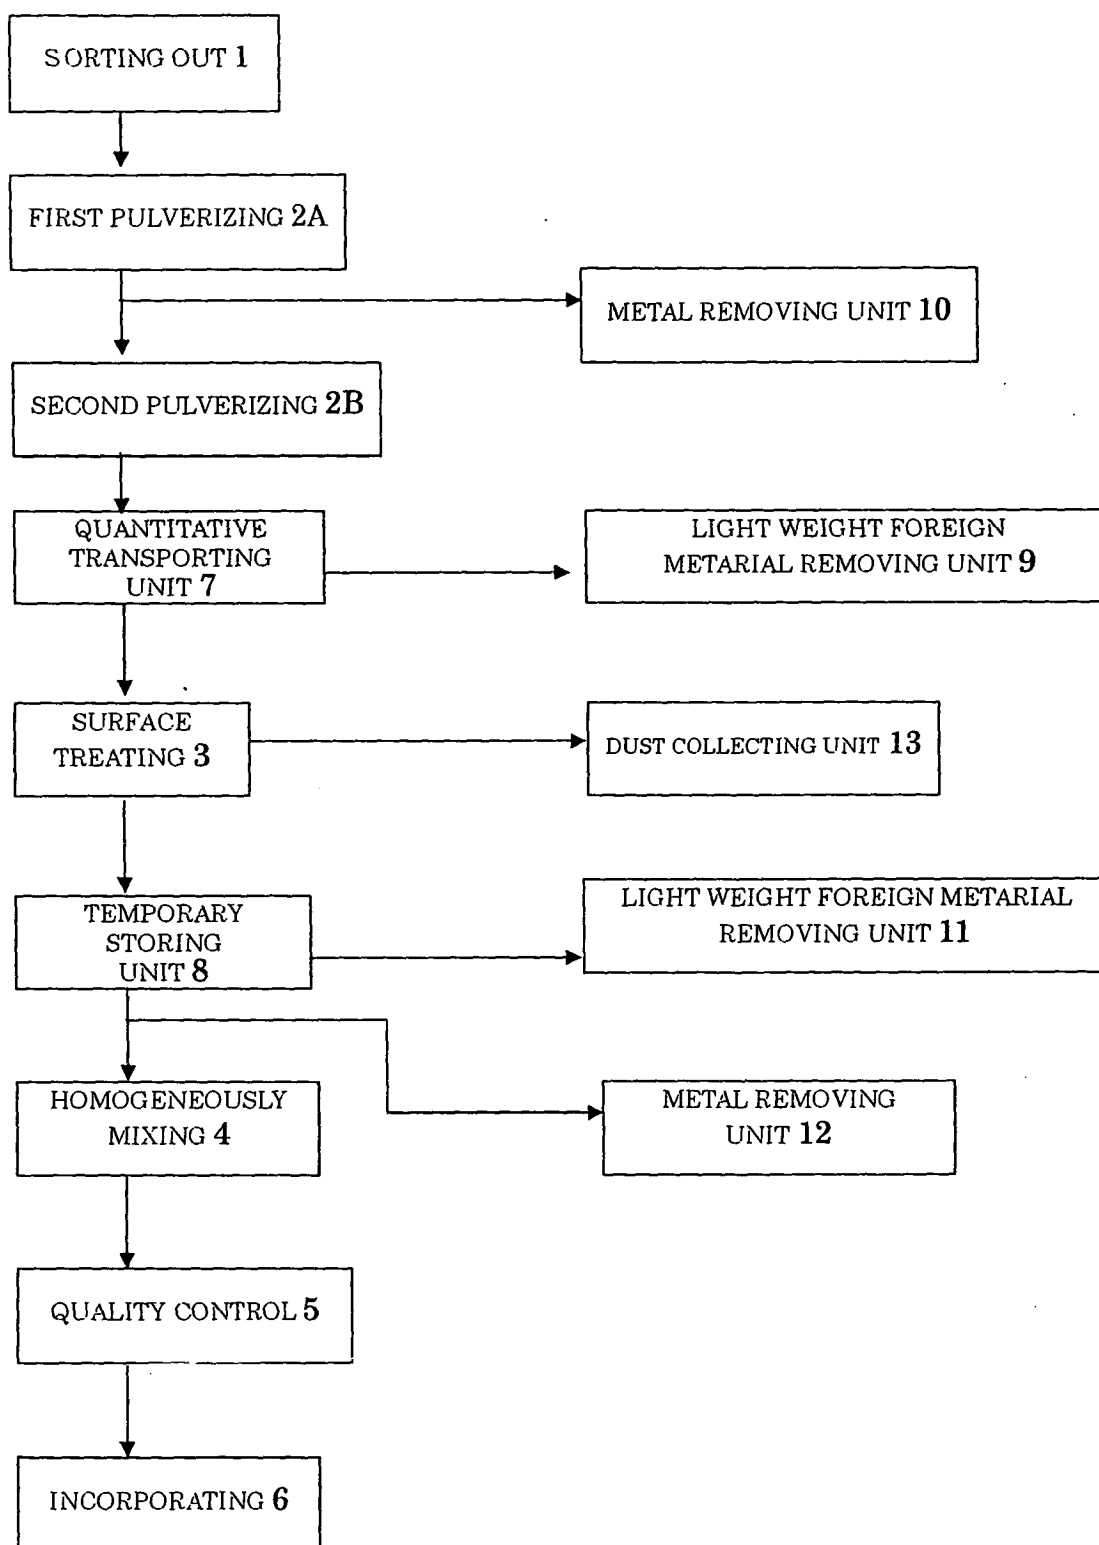 SORTING OUT 1
FIRST PULVERIZING 2A
METAL REMOVING UNIT 10
SECOND PULVERIZING 2B
QUANTITATIVE
TRANSPORTING
UNIT 7
LIGHT WEIGHT FOREIGN
METARIAL REMOVING UNIT 9
SURFACE
TREATING 3
DUST COLLECTING UNIT 13
TEMPORARY
STORING
UNIT 8
LIGHT WEIGHT FOREIGN METARIAL
REMOVING UNIT 11
HOMOGENEOUSLY
MIXING 4
METAL REMOVING
UNIT 12
QUALITY CONTROL 5
INCORPORATING 6